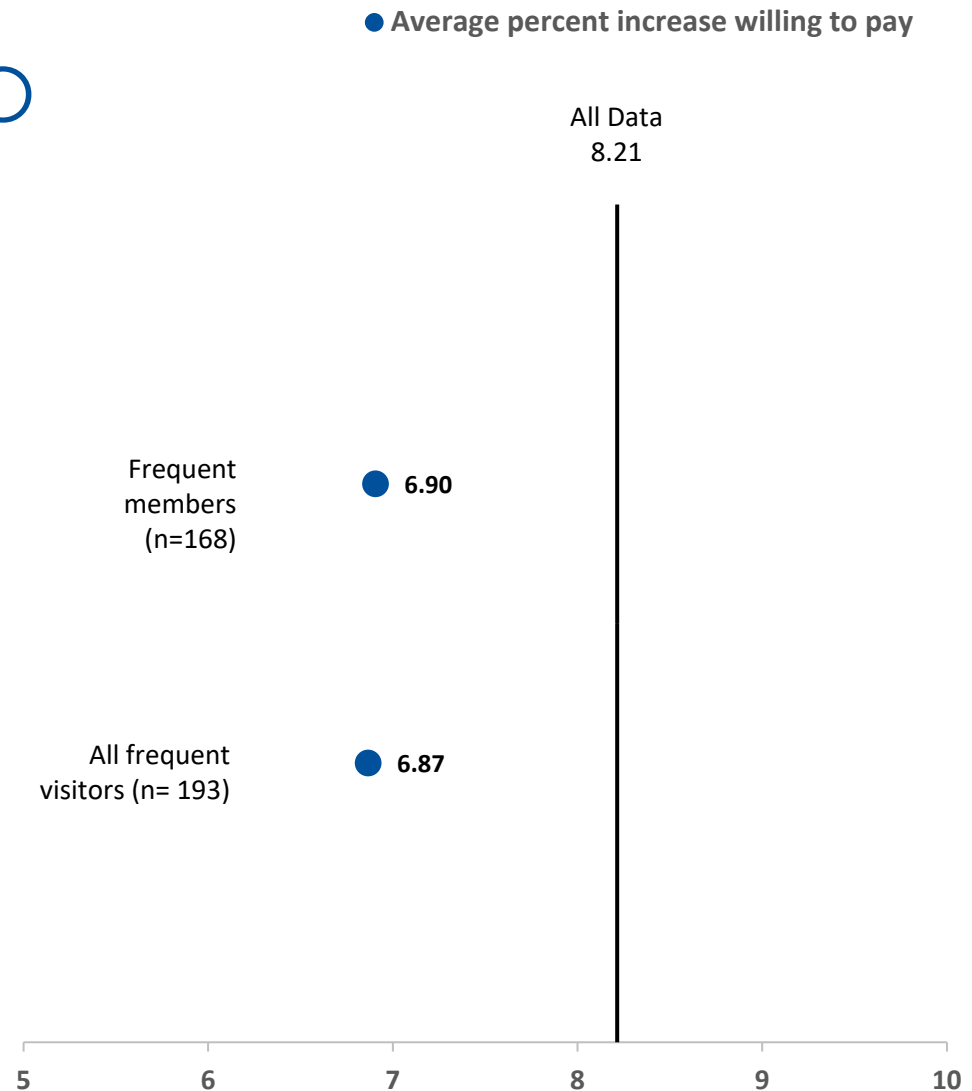 Average percent increase willing to pay
All Data
8.21
Frequent
members
(n=168)
6.90
All frequent
visitors (n= 193)
6.87
5 6 7 8 9 10